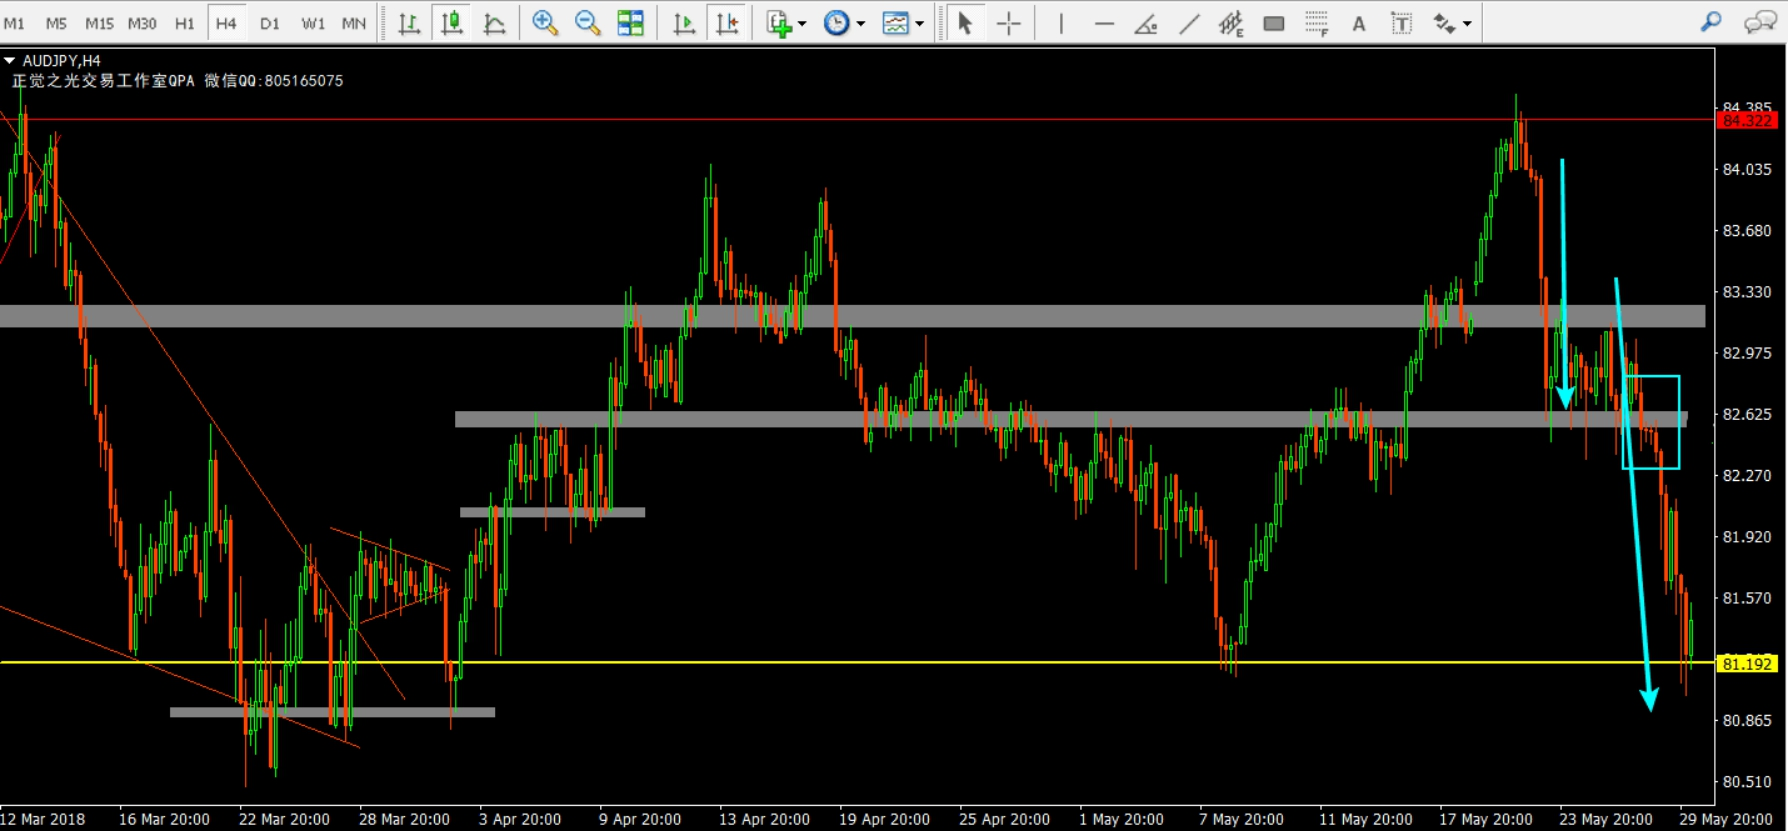 M1 M5 M15 M30 H1 H4 D1 W1 MN
E F A T
AUDJPY,H4
正觉之光交易工作室QPA 微信QQ:805165075
84.385
84.322
84.035
83.680
83.330
82.975
82.625
82.270
81.920
81.570
81.192
80.865
80.510
12 Mar 2018 16 Mar 20:00 22 Mar 20:00 28 Mar 20:00 3 Apr 20:00 9 Apr 20:00 13 Apr 20:00 19 Apr 20:00 25 Apr 20:00 1 May 20:00 7 May 20:00 11 May 20:00 17 May 20:00 23 May 20:00 29 May 20:00